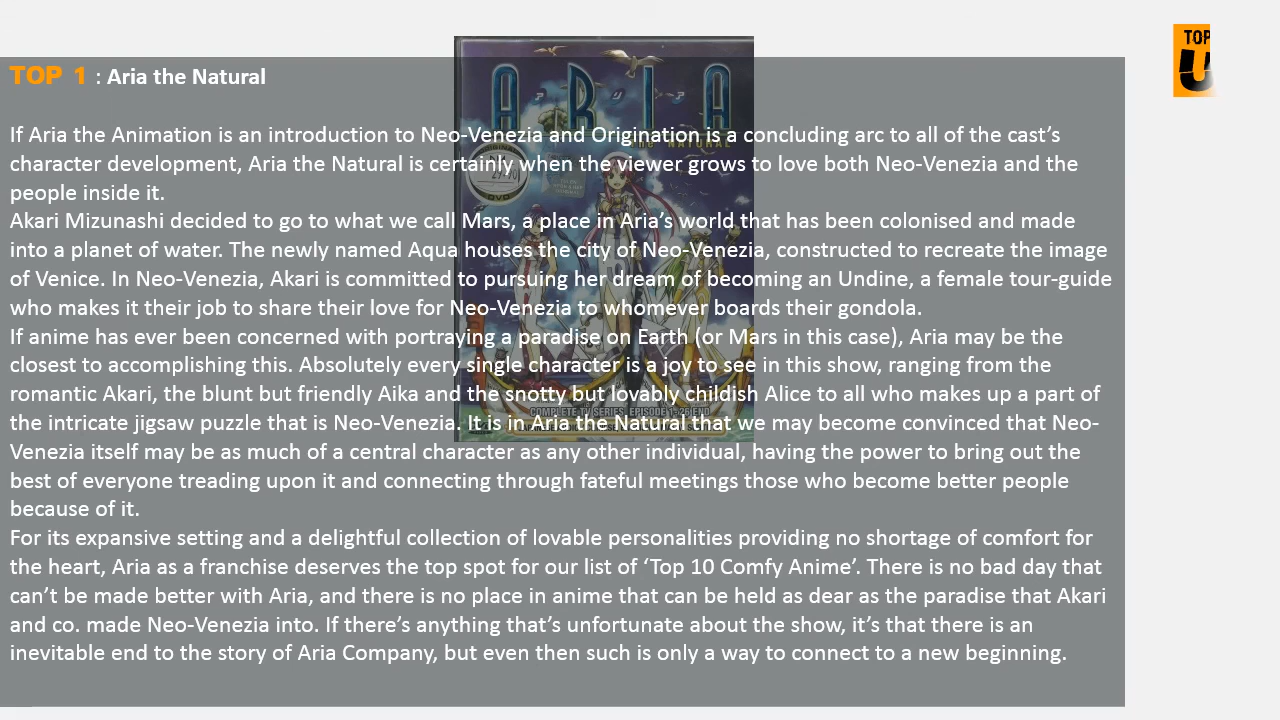 TOP
U
TOP 1 : Aria the Natural
ARIA
アリア
The NATURAL
If Aria the Animation is an introduction to Neo-Venezia and Origination is a concluding arc to all of the cast’s
character development, Aria the Natural is certainly when the viewer grows to love both Neo-Venezia and the
people inside it.
Akari Mizunashi decided to go to what we call Mars, a place in Aria’s world that has been colonised and made
into a planet of water. The newly named Aqua houses the city of Neo-Venezia, constructed to recreate the image
of Venice. In Neo-Venezia, Akari is committed to pursuing her dream of becoming an Undine, a female tour-guide
who makes it their job to share their love for Neo-Venezia to whomever boards their gondola.
If anime has ever been concerned with portraying a paradise on Earth (or Mars in this case), Aria may be the
closest to accomplishing this. Absolutely every single character is a joy to see in this show, ranging from the
romantic Akari, the blunt but friendly Aika and the snotty but lovably childish Alice to all who makes up a part of
the intricate jigsaw puzzle that is Neo-Venezia. It is in Aria the Natural that we may become convinced that Neo-
Venezia itself may be as much of a central character as any other individual, having the power to bring out the
best of everyone treading upon it and connecting through fateful meetings those who become better people
because of it.
For its expansive setting and a delightful collection of lovable personalities providing no shortage of comfort for
the heart, Aria as a franchise deserves the top spot for our list of ‘Top 10 Comfy Anime’. There is no bad day that
can’t be made better with Aria, and there is no place in anime that can be held as dear as the paradise that Akari
and co. made Neo-Venezia into. If there’s anything that’s unfortunate about the show, it’s that there is an
inevitable end to the story of Aria Company, but even then such is only a way to connect to a new beginning.
COMPLETE TV SERIES. EPISODE 1-26 END